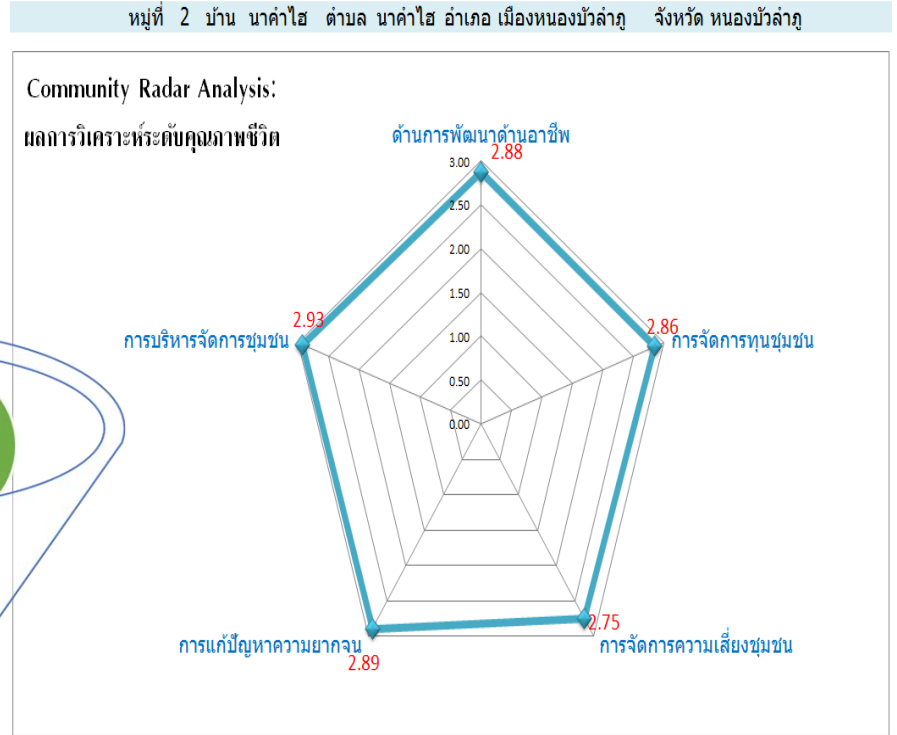 หมู่ที่ 2 บ้าน นาคำไฮ ตำบล นาคำไฮ อำเภอ เมืองหนองบัวลำภู จังหวัด หนองบัวลำภู
Community Radar Analysis:
ผลการวิเคราะห์ระดับคุณภาพชีวิต
ด้านการพัฒนาด้านอาชีพ
2.88
3.00
2.50
2.00
1.50
1.00
0.50
0.00
2.93
การบริหารจัดการชุมชน
2.86
การจัดการทุนชุมชน
2.75
การแก้ปัญหาความยากจน
2.89
การจัดการความเสี่ยงชุมชน